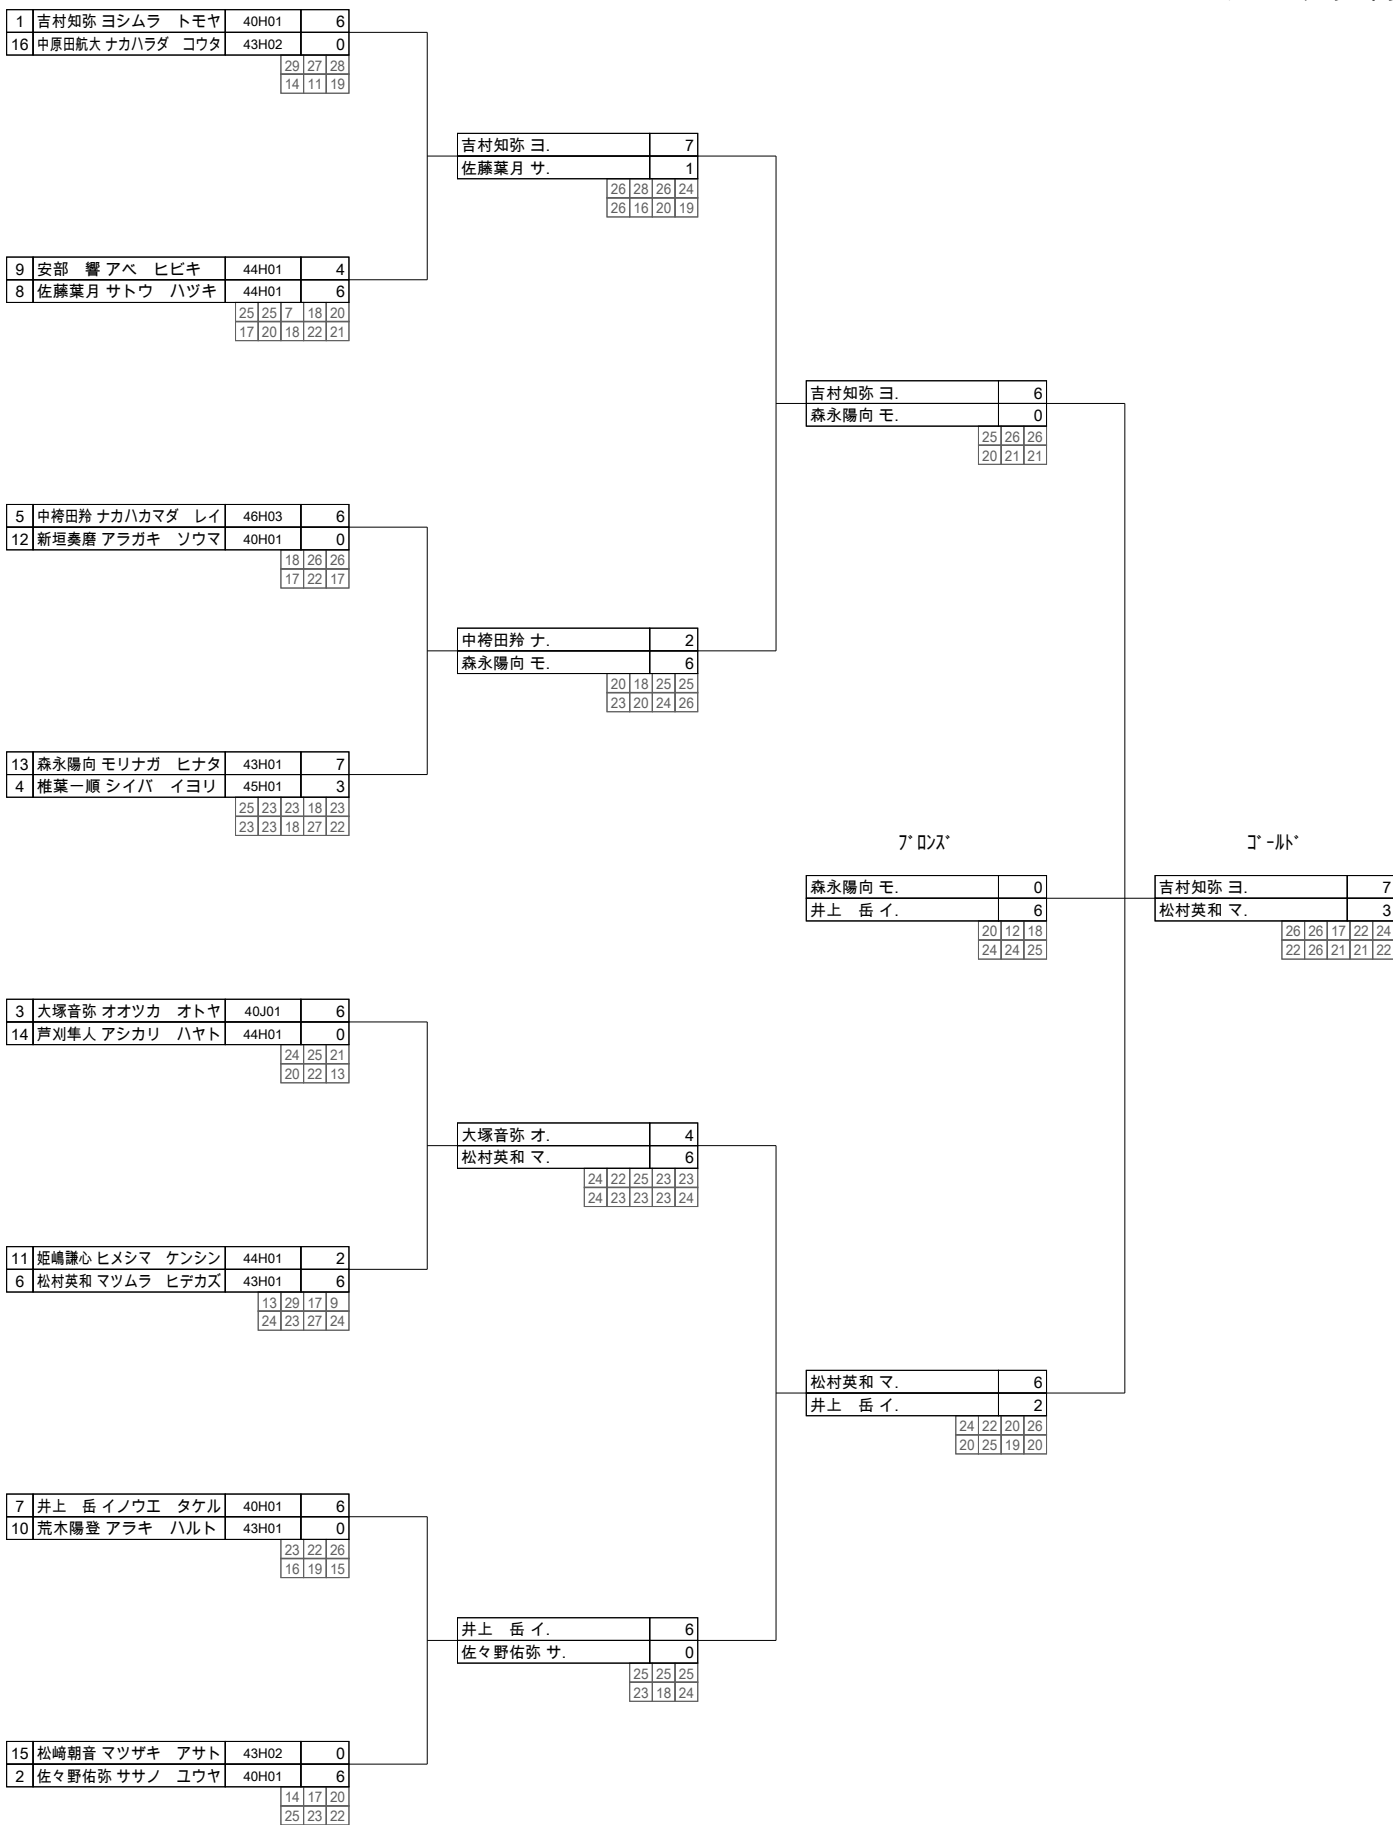 1 吉村知弥 ヨシムラ　トモヤ 40H01 6
16 中原田航大 ナカハラダ　コウタ 43H02 0
29 27 28
14 11 19
吉村知弥 ヨ. 7
佐藤葉月 サ. 1
26 28 26 24
26 16 20 19
9 安部　響 アベ　ヒビキ 44H01 4
8 佐藤葉月 サトウ　ハヅキ 44H01 6
25 25 7 18 20
17 20 18 22 21
吉村知弥 ヨ. 6
森永陽向 モ. 0
25 26 26
20 21 21
5 中袴田羚 ナカハカマダ　レイ 46H03 6
12 新垣奏磨 アラガキ　ソウマ 40H01 0
18 26 26
17 22 17
中袴田羚 ナ. 2
森永陽向 モ. 6
20 18 25 25
23 20 24 26
13 森永陽向 モリナガ　ヒナタ 43H01 7
4 椎葉一順 シイバ　イヨリ 45H01 3
25 23 23 18 23
23 23 18 27 22
ブロンズ ゴールド
森永陽向 モ. 0
井上　岳 イ. 6
20 12 18
24 24 25
吉村知弥 ヨ. 7
松村英和 マ. 3
26 26 17 22 24
22 26 21 21 22
3 大塚音弥 オオツカ　オトヤ 40J01 6
14 芦刈隼人 アシカリ　ハヤト 44H01 0
24 25 21
20 22 13
大塚音弥 オ. 4
松村英和 マ. 6
24 22 25 23 23
24 23 23 23 24
11 姫嶋謙心 ヒメシマ　ケンシン 44H01 2
6 松村英和 マツムラ　ヒデカズ 43H01 6
13 29 17 9
24 23 27 24
松村英和 マ. 6
井上　岳 イ. 2
24 22 20 26
20 25 19 20
7 井上　岳 イノウエ　タケル 40H01 6
10 荒木陽登 アラキ　ハルト 43H01 0
23 22 26
16 19 15
井上　岳 イ. 6
佐々野佑弥 サ. 0
25 25 25
23 18 24
15 松﨑朝音 マツザキ　アサト 43H02 0
2 佐々野佑弥 ササノ　ユウヤ 40H01 6
14 17 20
25 23 22